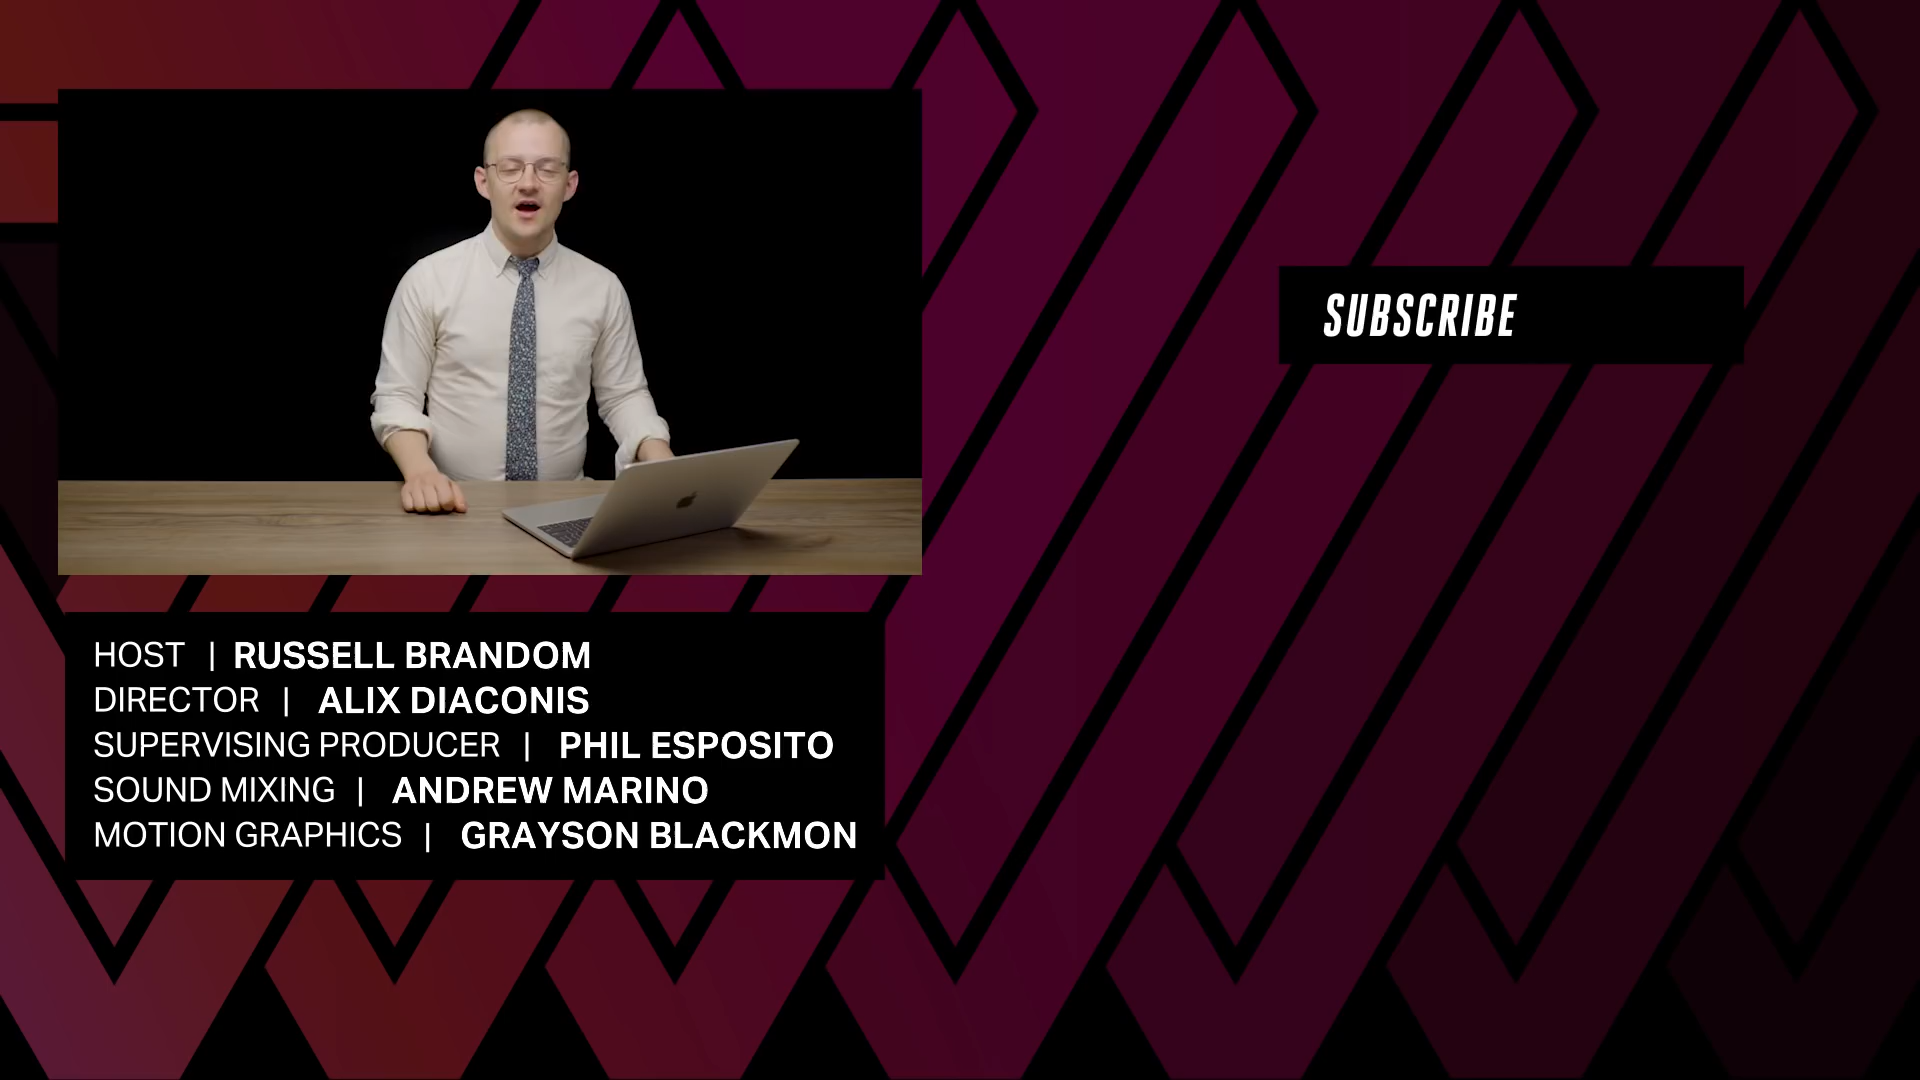 HOST | RUSSELL BRANDOM
DIRECTOR | ALIX DIACONIS
SUPERVISING PRODUCER | PHIL ESPOSITO
SOUND MIXING | ANDREW MARINO
MOTION GRAPHICS | GRAYSON BLACKMON
SUBSCRIBE